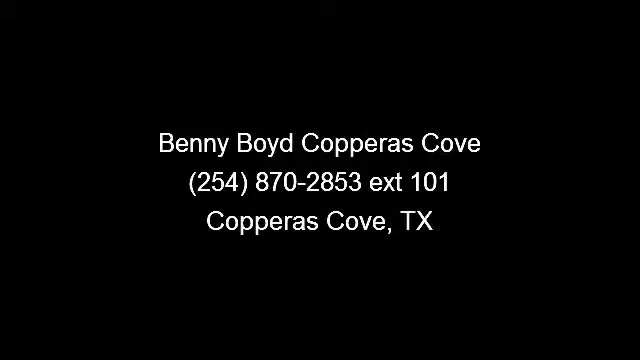 Benny Boyd Copperas Cove
(254) 870-2853 ext 101
Copperas Cove, TX